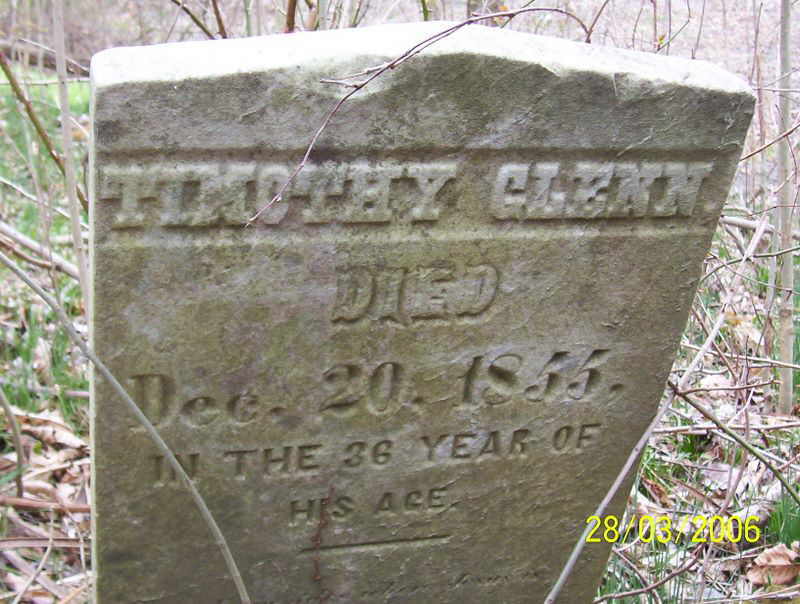 TIMOTHY GLENN.
DIED
Dec. 20. 1855.
IN THE 36 YEAR OF
HIS AGE.
28/03/2006